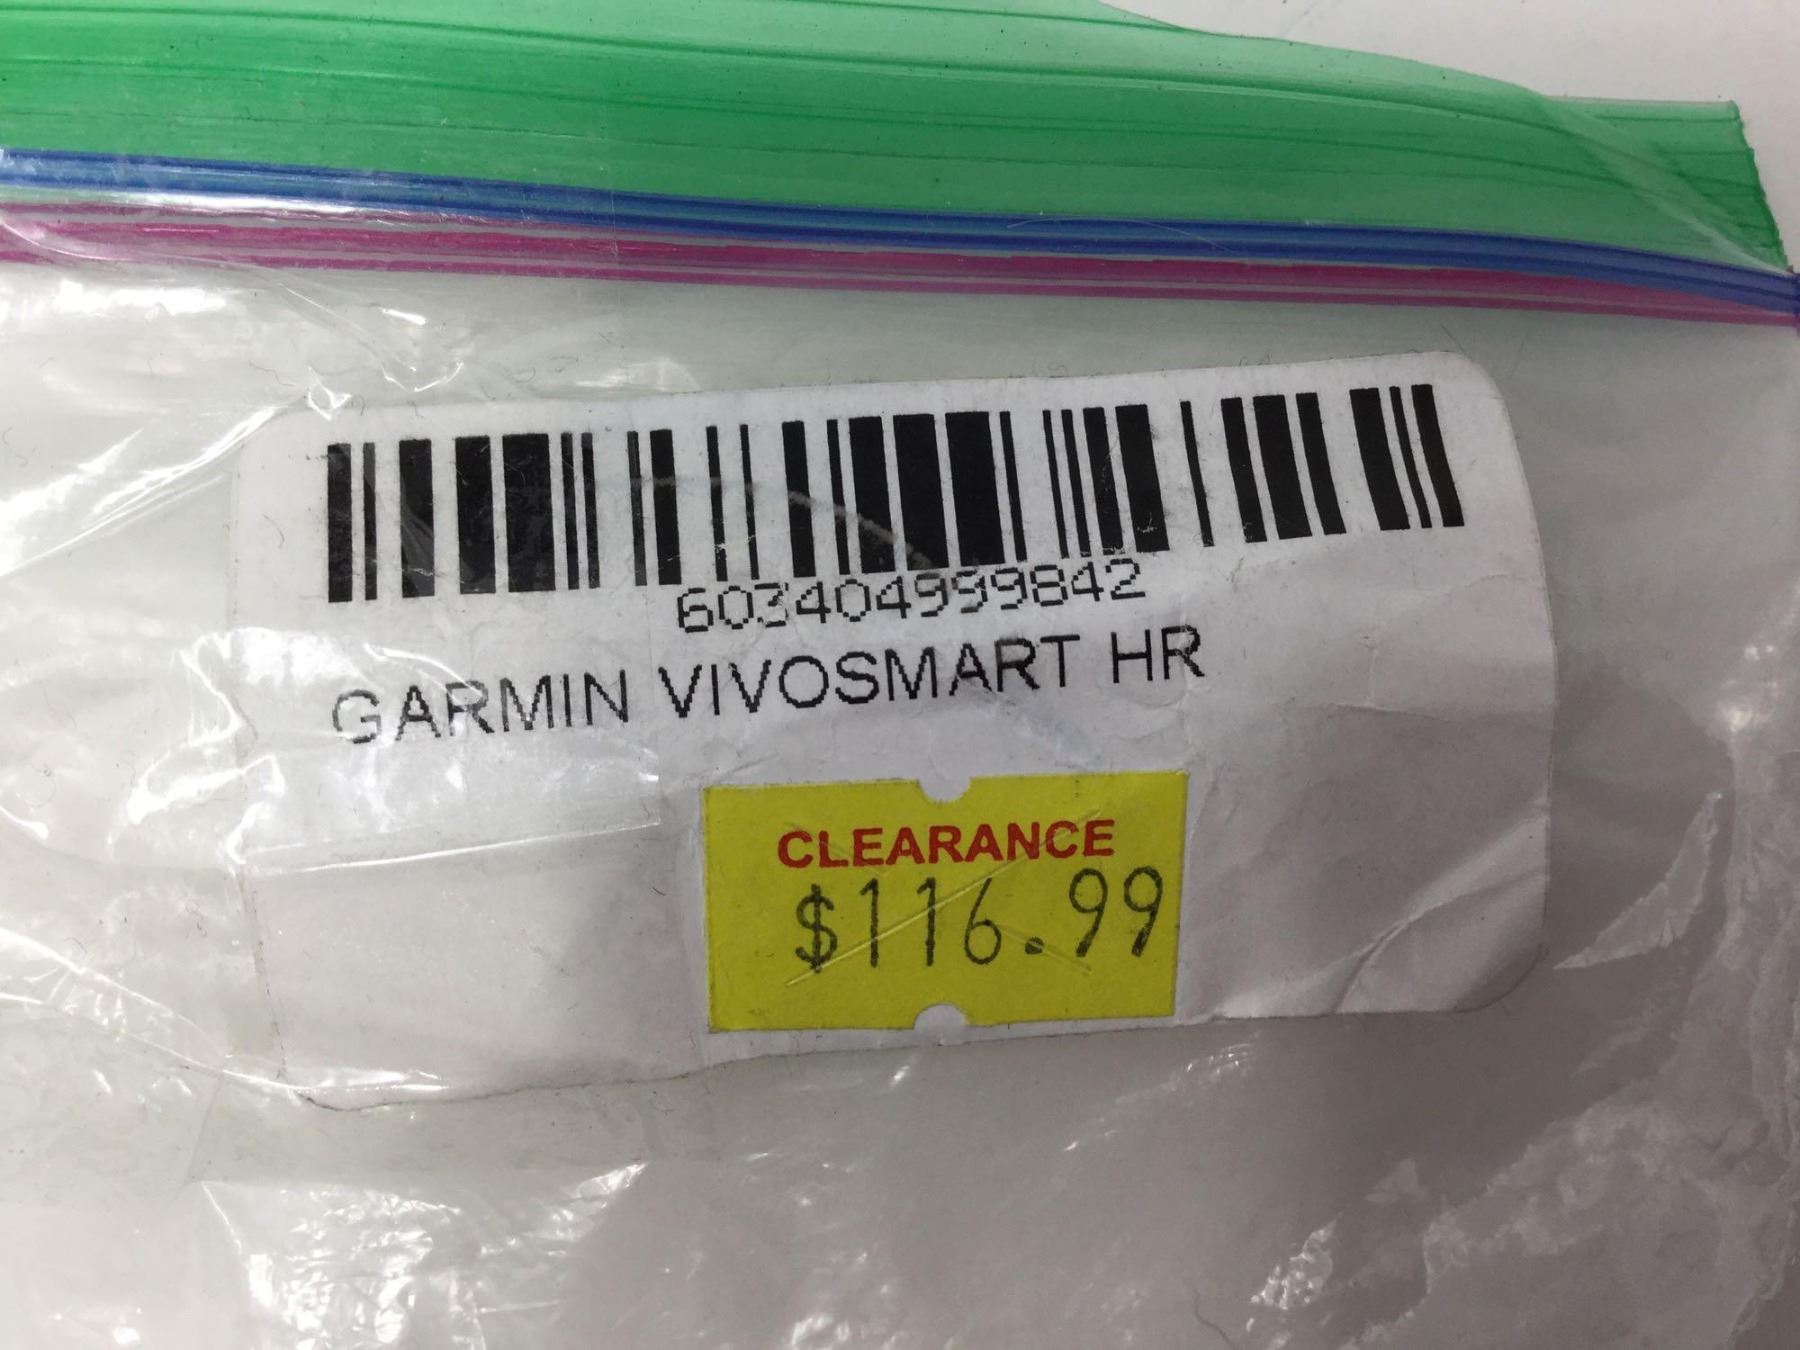 603404999842
GARMIN VIVOSMART HR
CLEARANCE
$116.99